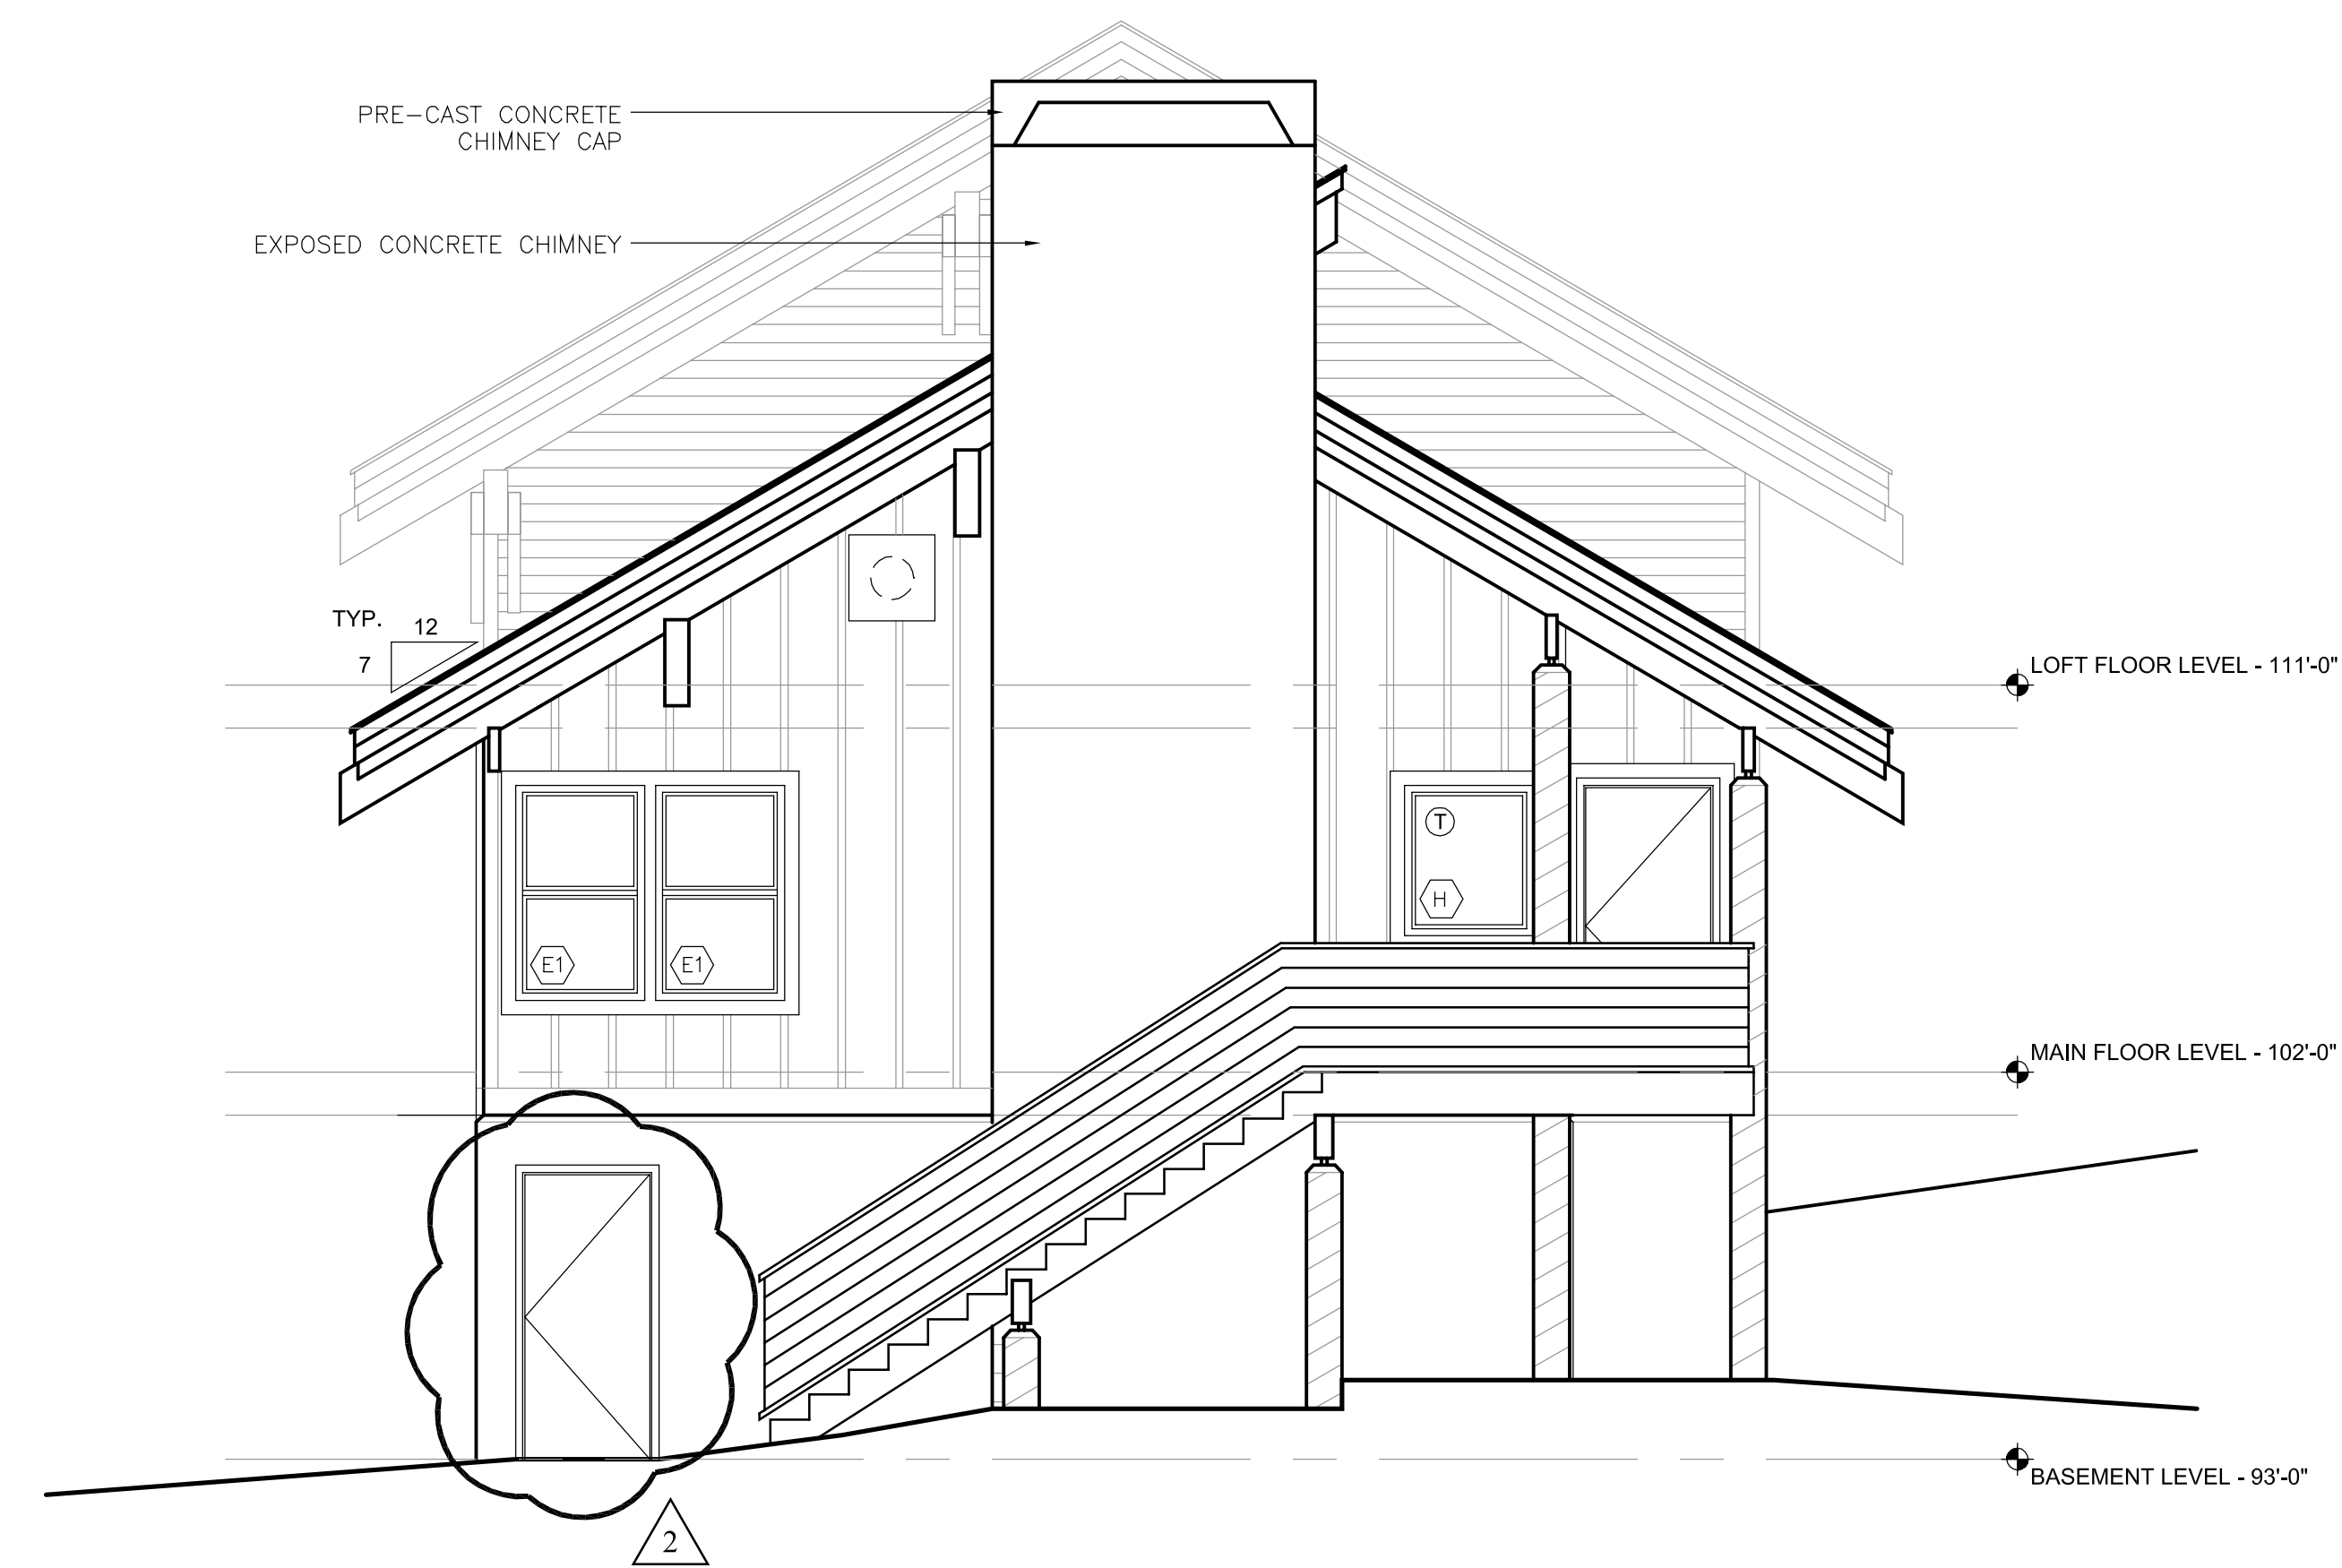 PRE-CAST CONCRETE
CHIMNEY CAP
EXPOSED CONCRETE CHIMNEY
TYP.
12
7
LOFT FLOOR LEVEL - 111'-0"
T
H
E1
E1
MAIN FLOOR LEVEL - 102'-0"
BASEMENT LEVEL - 93'-0"
2